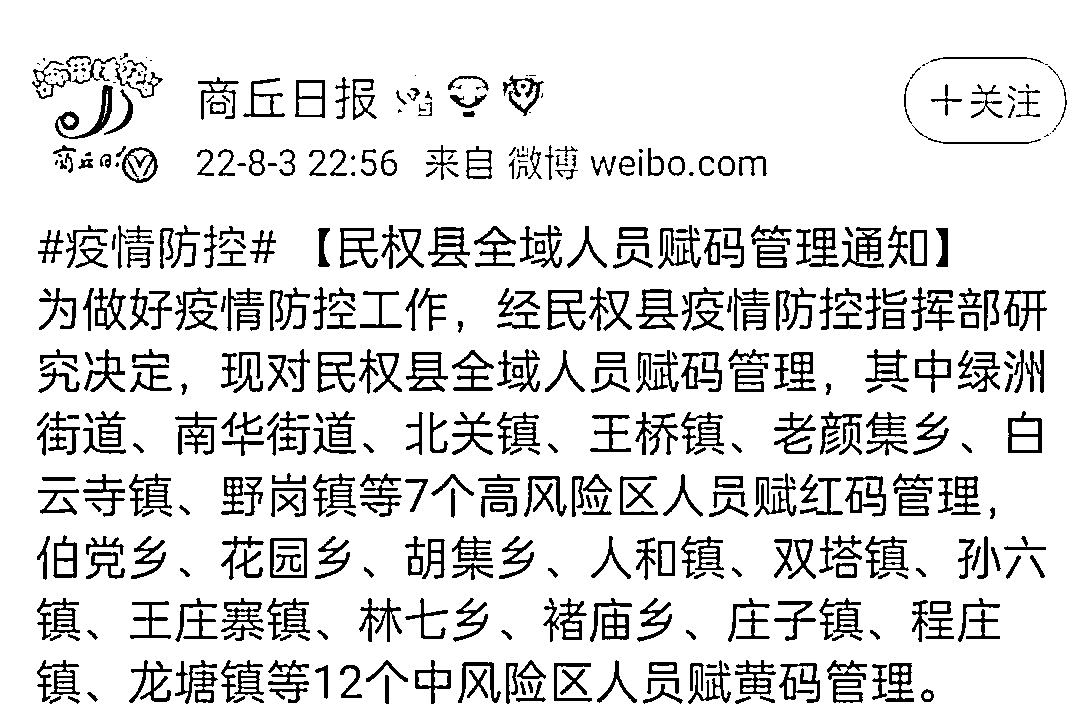 商丘日报
+关注
商丘日报
22-8-3 22:56 来自 微博 weibo.com
#疫情防控# 【民权县全域人员赋码管理通知】
为做好疫情防控工作，经民权县疫情防控指挥部研
究决定，现对民权县全域人员赋码管理，其中绿洲
街道、南华街道、北关镇、王桥镇、老颜集乡、白
云寺镇、野岗镇等7个高风险区人员赋红码管理，
伯党乡、花园乡、胡集乡、人和镇、双塔镇、孙六
镇、王庄寨镇、林七乡、褚庙乡、庄子镇、程庄
镇、龙塘镇等12个中风险区人员赋黄码管理。